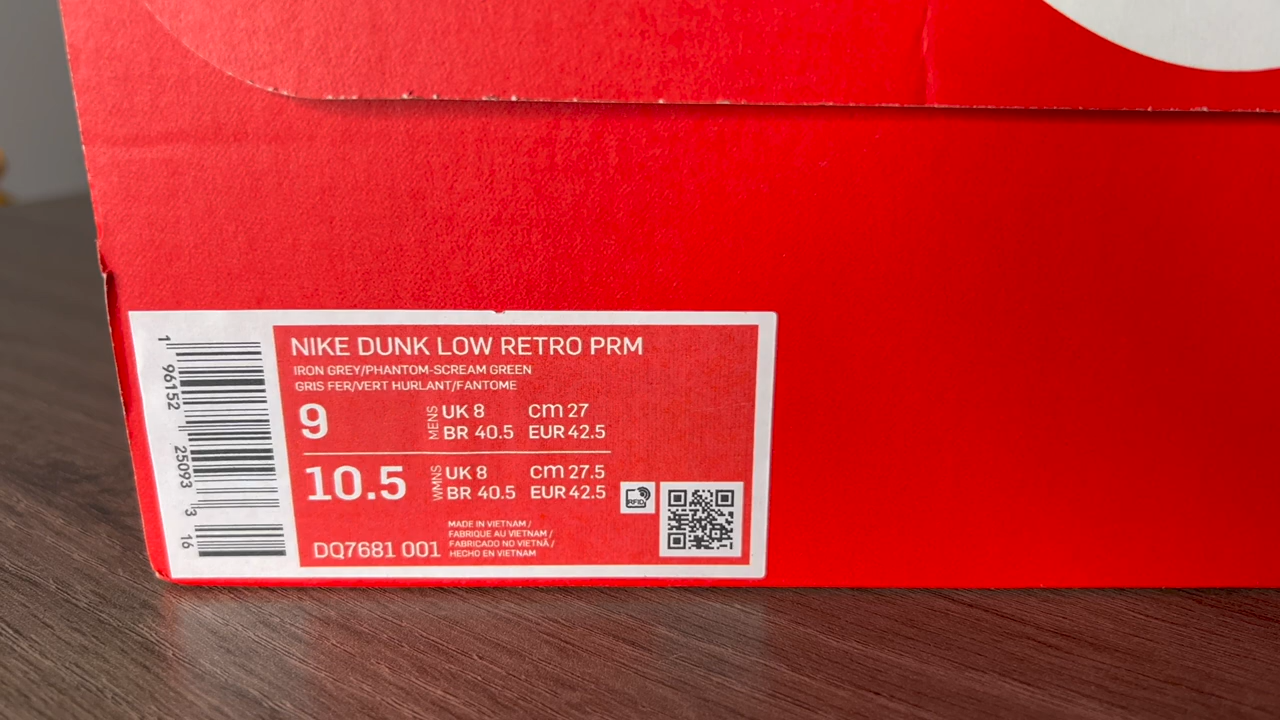 NIKE DUNK LOW RETRO PRM
IRON GREY/PHANTOM-SCREAM GREEN
GRIS FER/VERT HURLANT/FANTOME
9
MENS
UK 8 cm 27
BR 40.5 EUR 42.5
10.5
WMNS
UK 8 cm 27.5
BR 40.5 EUR 42.5
DQ7681 001
MADE IN VIETNAM /
FABRIQUE AU VIETNAM /
FABRICADO NO VIETNÃ /
HECHO EN VIETNAM
RFID
1 96152 25093 3 16